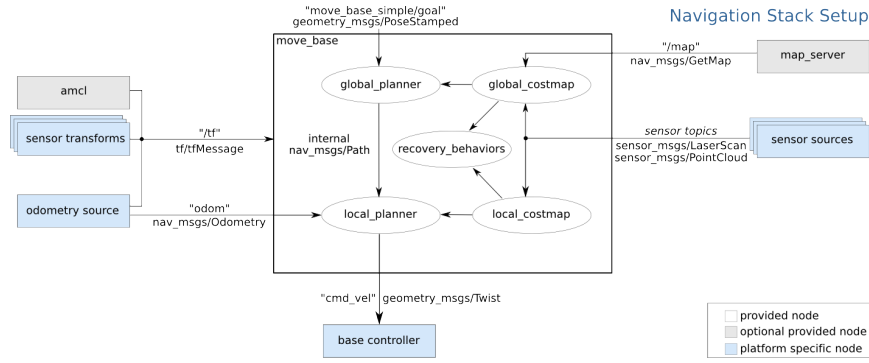 Navigation Stack Setup
"move_base_simple/goal"
geometry_msgs/PoseStamped
move_base
"/map"
nav_msgs/GetMap
map_server
global_planner
global_costmap
amcl
sensor transforms
"/tf"
tf/tfMessage
internal
nav_msgs/Path
recovery_behaviors
sensor topics
sensor_msgs/LaserScan
sensor_msgs/PointCloud
sensor sources
odometry source
"odom"
nav_msgs/Odometry
local_planner
local_costmap
"cmd_vel" geometry_msgs/Twist
base controller
provided node
optional provided node
platform specific node